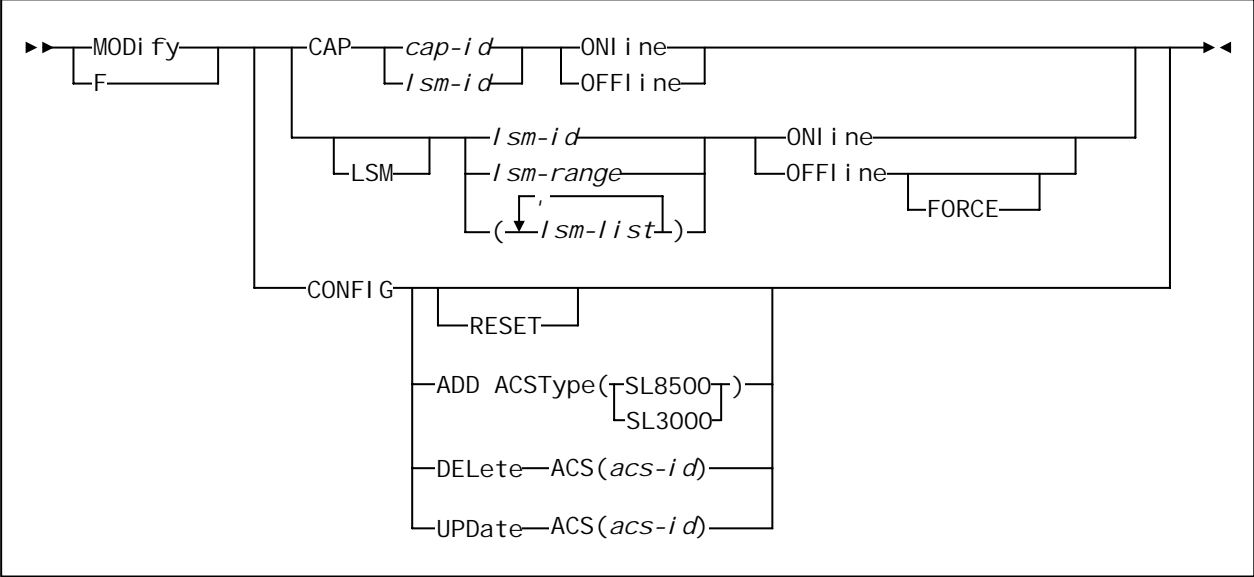 MODify CAP cap-id ONline
F lsm-id OFFline
lsm-id ONline
LSM lsm-range OFFline
, FORCE
(lsm-list)
CONFIG
RESET
ADD ACSType(SL8500)
SL3000
DELete ACS(acs-id)
UPDate ACS(acs-id)